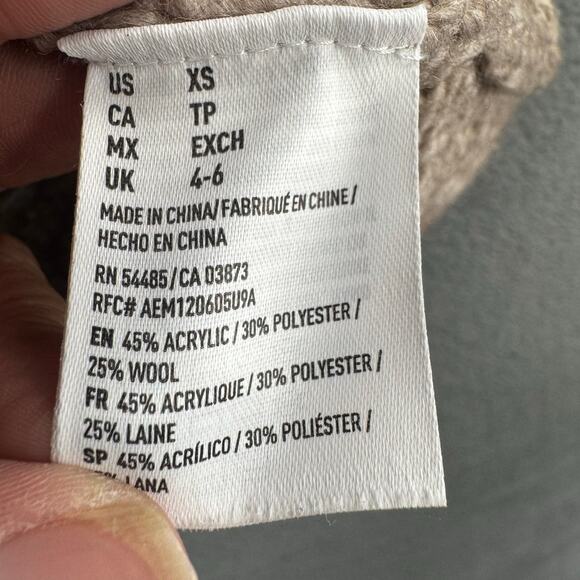 US XS
CA TP
MX EXCH
UK 4-6
MADE IN CHINA/FABRIQUÉ EN CHINE/
HECHO EN CHINA
RN 54485/CA 03873
RFC# AEM120605U9A
EN 45% ACRYLIC/30% POLYESTER/
25% WOOL
FR 45% ACRYLIQUE/30% POLYESTER/
25% LAINE
SP 45% ACRÍLICO/30% POLIÉSTER/
LANA